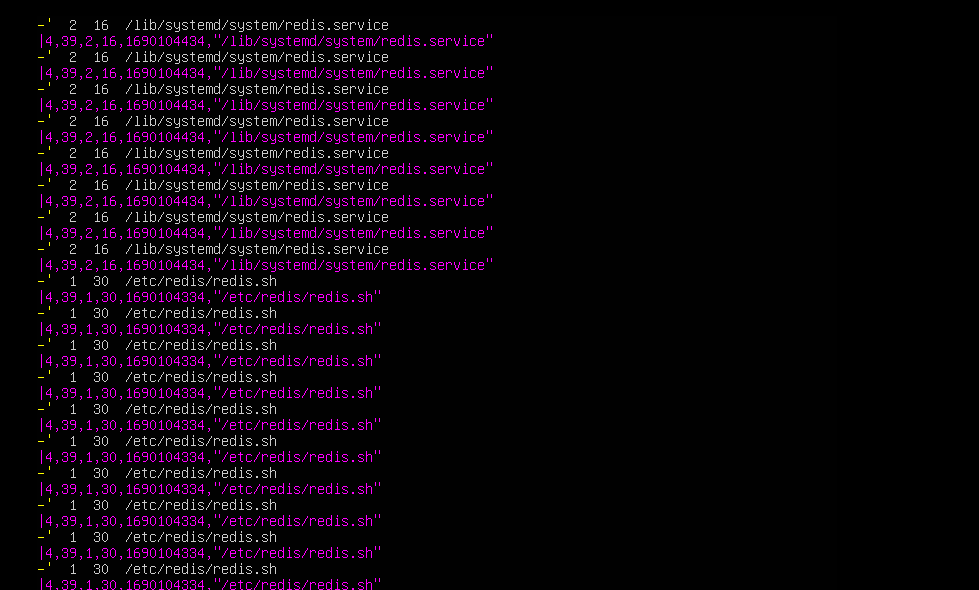 -' 2 16 /lib/systemd/system/redis.service
|4,39,2,16,1690104434,"/lib/systemd/system/redis.service"
-' 2 16 /lib/systemd/system/redis.service
|4,39,2,16,1690104434,"/lib/systemd/system/redis.service"
-' 2 16 /lib/systemd/system/redis.service
|4,39,2,16,1690104434,"/lib/systemd/system/redis.service"
-' 2 16 /lib/systemd/system/redis.service
|4,39,2,16,1690104434,"/lib/systemd/system/redis.service"
-' 2 16 /lib/systemd/system/redis.service
|4,39,2,16,1690104434,"/lib/systemd/system/redis.service"
-' 2 16 /lib/systemd/system/redis.service
|4,39,2,16,1690104434,"/lib/systemd/system/redis.service"
-' 2 16 /lib/systemd/system/redis.service
|4,39,2,16,1690104434,"/lib/systemd/system/redis.service"
-' 2 16 /lib/systemd/system/redis.service
|4,39,2,16,1690104434,"/lib/systemd/system/redis.service"
-' 1 30 /etc/redis/redis.sh
|4,39,1,30,1690104334,"/etc/redis/redis.sh"
-' 1 30 /etc/redis/redis.sh
|4,39,1,30,1690104334,"/etc/redis/redis.sh"
-' 1 30 /etc/redis/redis.sh
|4,39,1,30,1690104334,"/etc/redis/redis.sh"
-' 1 30 /etc/redis/redis.sh
|4,39,1,30,1690104334,"/etc/redis/redis.sh"
-' 1 30 /etc/redis/redis.sh
|4,39,1,30,1690104334,"/etc/redis/redis.sh"
-' 1 30 /etc/redis/redis.sh
|4,39,1,30,1690104334,"/etc/redis/redis.sh"
-' 1 30 /etc/redis/redis.sh
|4,39,1,30,1690104334,"/etc/redis/redis.sh"
-' 1 30 /etc/redis/redis.sh
|4,39,1,30,1690104334,"/etc/redis/redis.sh"
-' 1 30 /etc/redis/redis.sh
|4,39,1,30,1690104334,"/etc/redis/redis.sh"
-' 1 30 /etc/redis/redis.sh
|4,39,1,30,1690104334,"/etc/redis/redis.sh"